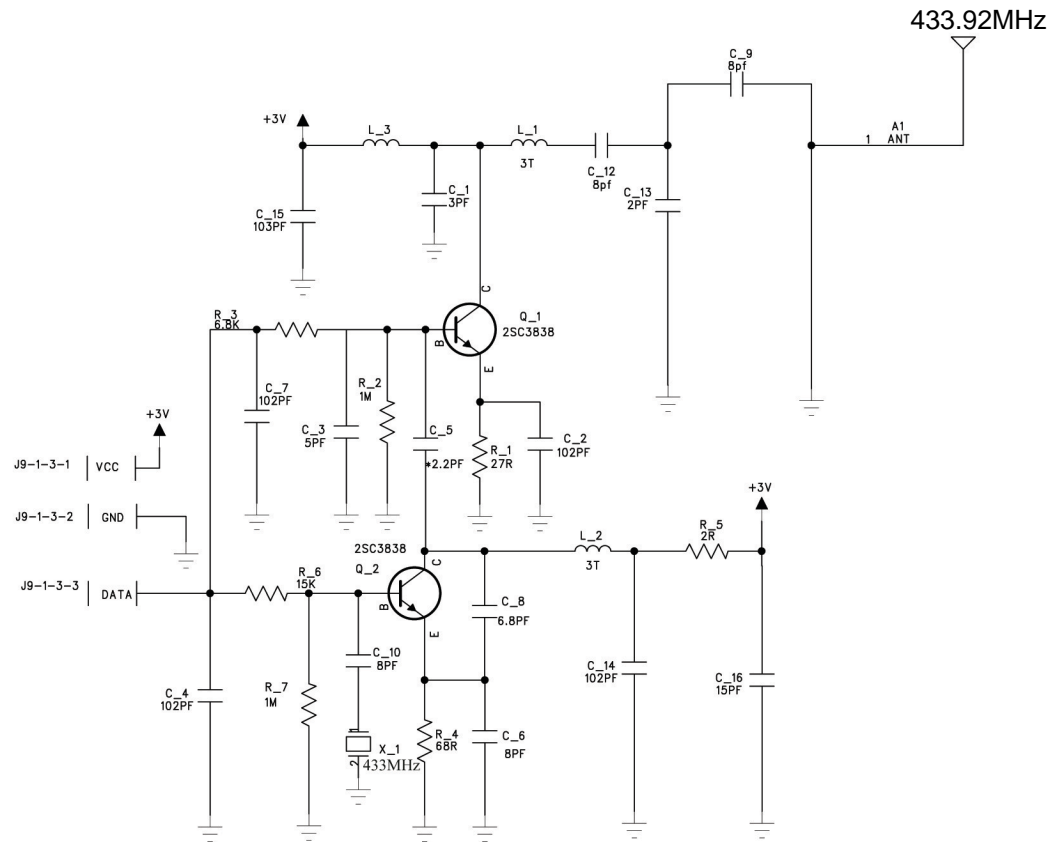 433.92MHz
C_9
8pf
+3V
L_3
L_1
3T
A1
1 ANT
C_12
8pf
C_1
3PF
C_13
2PF
C_15
103PF
C
Q_1
2SC3838
B
E
R_3
6.8K
C_7
102PF
R_2
1M
C_3
5PF
C_5
*2.2PF
R_1
27R
C_2
102PF
+3V
J9-1-3-1 VCC
J9-1-3-2 GND
J9-1-3-3 DATA
+3V
R_5
2R
L_2
3T
2SC3838
Q_2
C
B
E
R_6
15K
C_8
6.8PF
C_10
8PF
C_14
102PF
C_16
15PF
C_4
102PF
R_7
1M
1
X_1
2 433MHz
R_4
68R
C_6
8PF